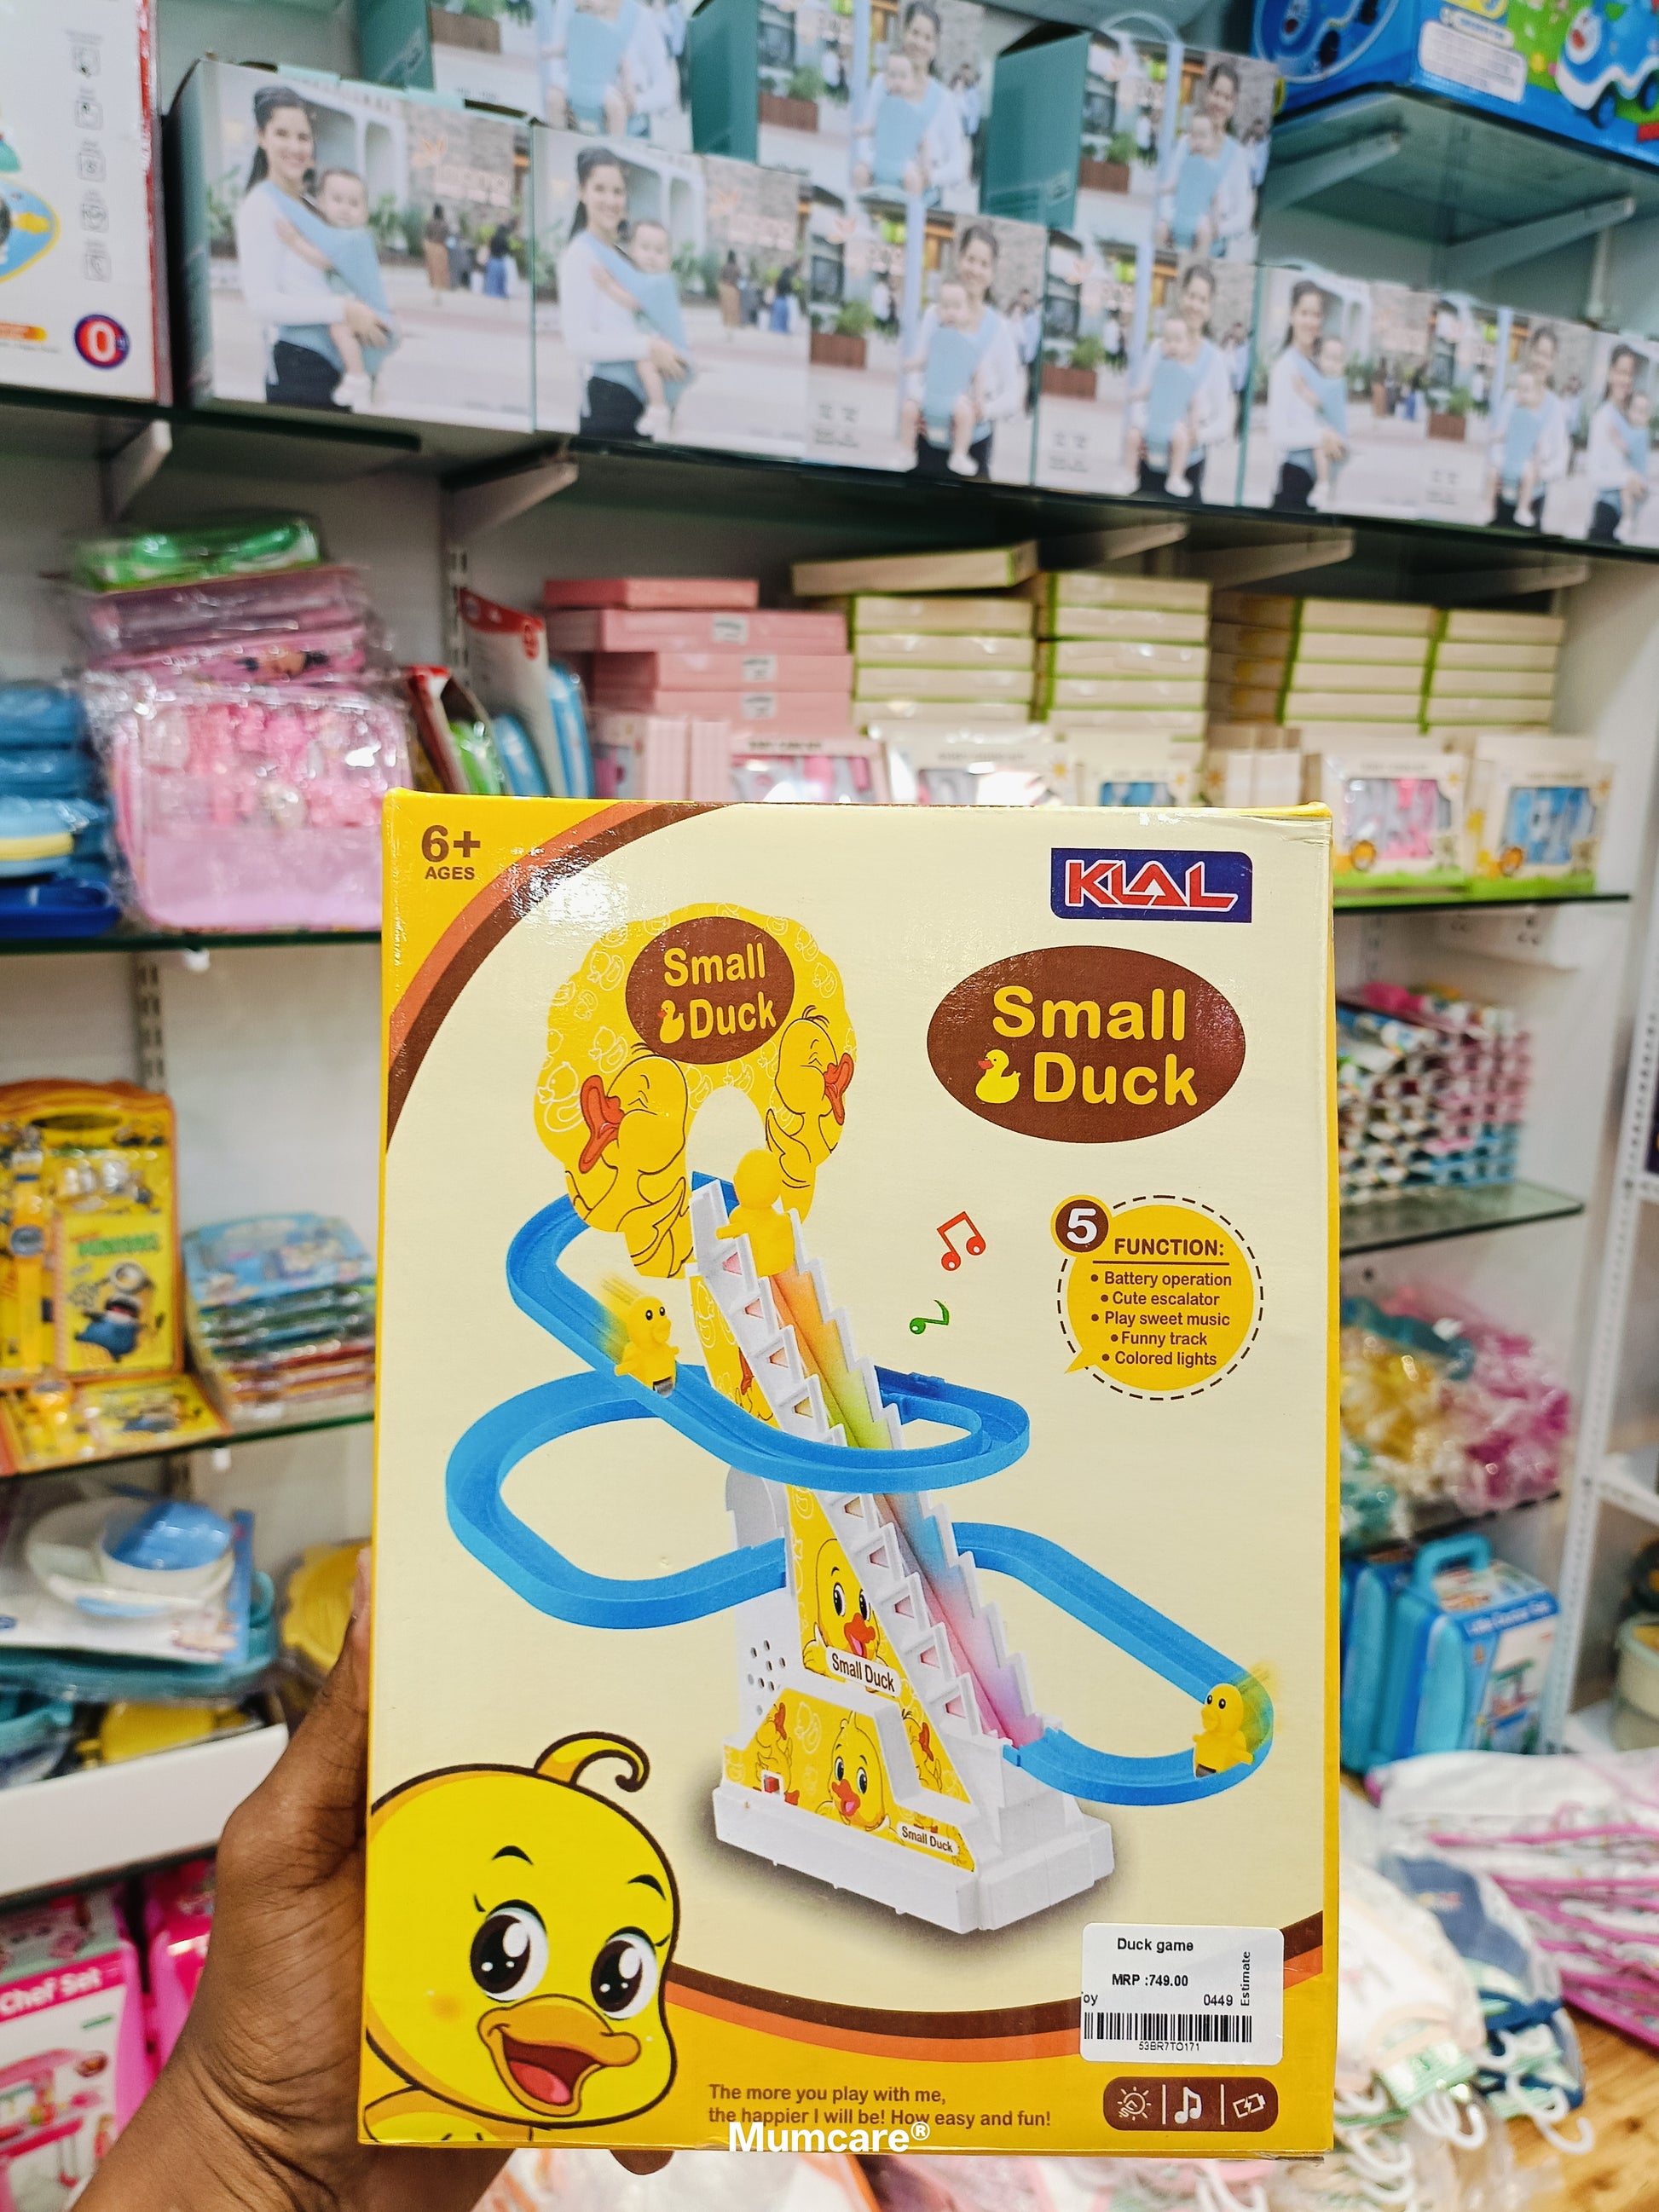 6+
AGES
KLAL
Small
Duck
Small
Duck
5
FUNCTION:
• Battery operation
• Cute escalator
• Play sweet music
• Funny track
• Colored lights
Small Duck
Small Duck
Duck game
MRP :749.00
Estimate
oy
0449
53BR7TO171
The more you play with me,
the happier I will be! How easy and fun!
Mumcare®
Chef Set